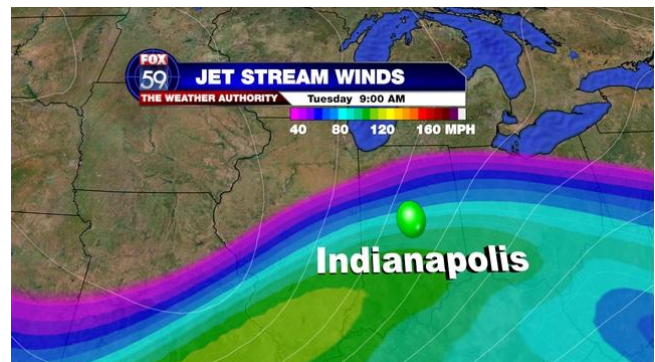 FOX
59
JET STREAM WINDS
THE WEATHER AUTHORITY
Tuesday 9:00 AM
40 80 120 160 MPH
Indianapolis